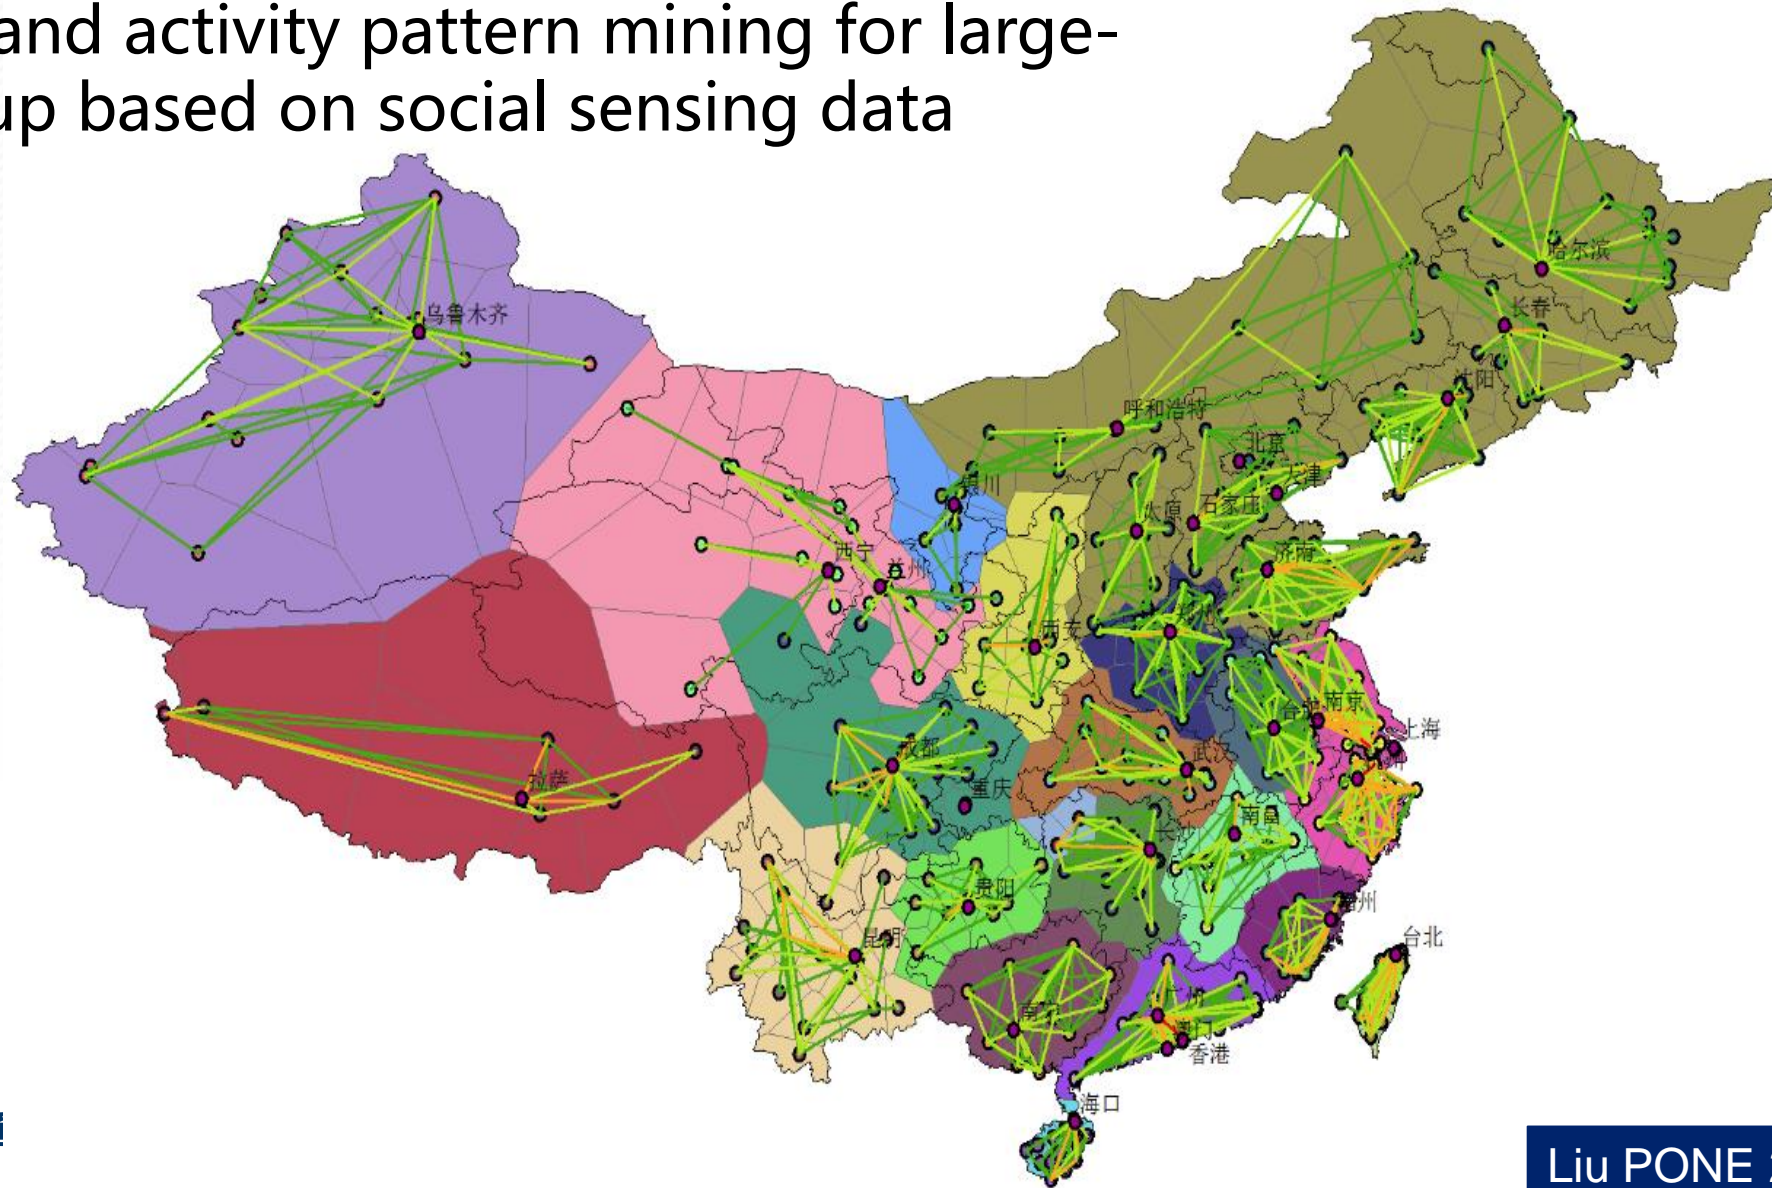 and activity pattern mining for large-
up based on social sensing data
哈尔滨
乌鲁木齐
长春
沈阳
呼和浩特
北京
天津
银川
石家庄
太原
济南
西宁
兰州
西安
南京
上海
成都
武汉
拉萨
重庆
南昌
长沙
贵阳
福州
昆明
台北
广州
南宁
澳门
香港
海口
Liu PONE